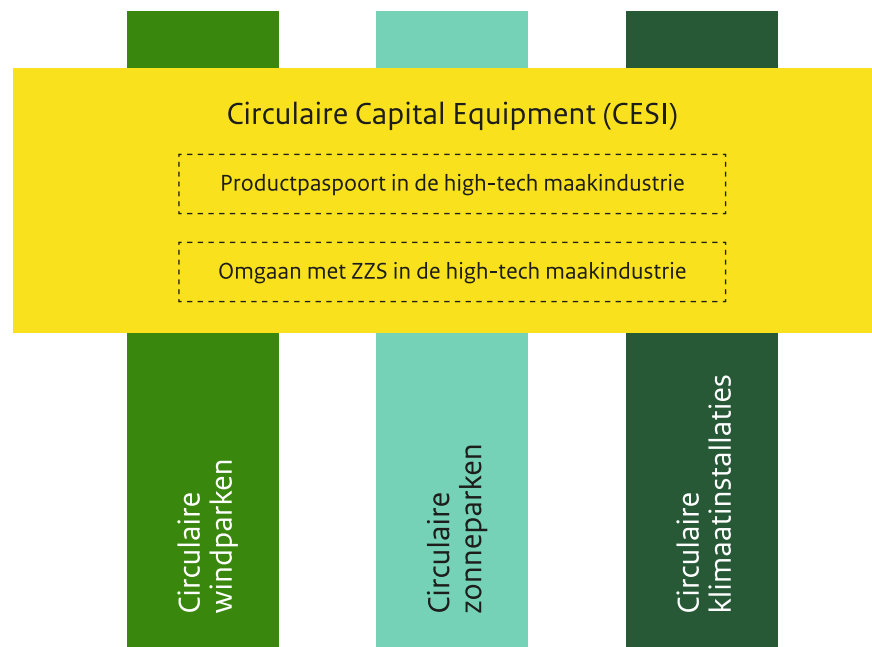 Circulaire Capital Equipment (CESI)
Productpaspoort in de high-tech maakindustrie
Omgaan met ZZS in de high-tech maakindustrie
Circulaire
windparken
Circulaire
zonneparken
Circulaire
klimaatinstallaties